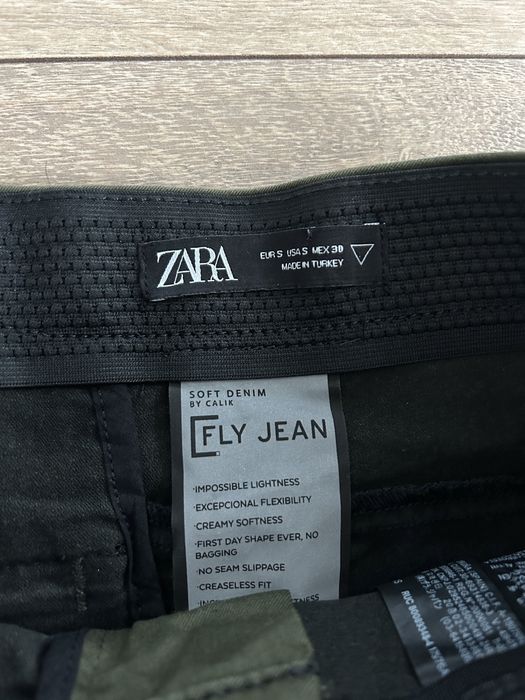 ZARA
EUR S USA S MEX 30
MADE IN TURKEY
SOFT DENIM
BY CALIK
FLY JEAN
·IMPOSSIBLE LIGHTNESS
·EXCEPCIONAL FLEXIBILITY
·CREAMY SOFTNESS
·FIRST DAY SHAPE EVER, NO
BAGGING
·NO SEAM SLIPPAGE
·CREASELESS FIT
S